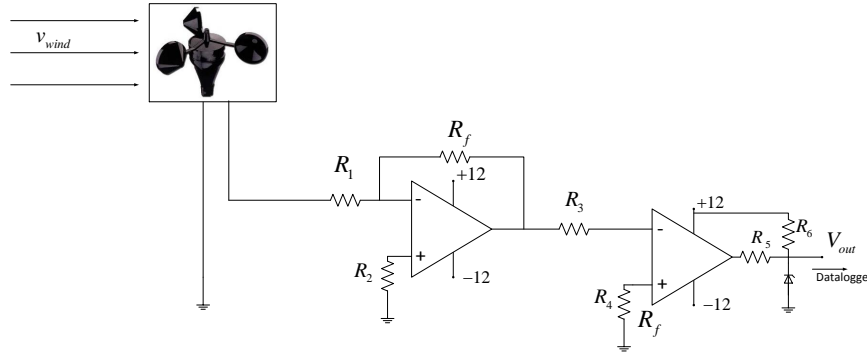 v_wind
R_f
R_1
+12
R_3
+12
R_6
R_5
V_out
R_2
−12
Datalogge
R_4
−12
R_f